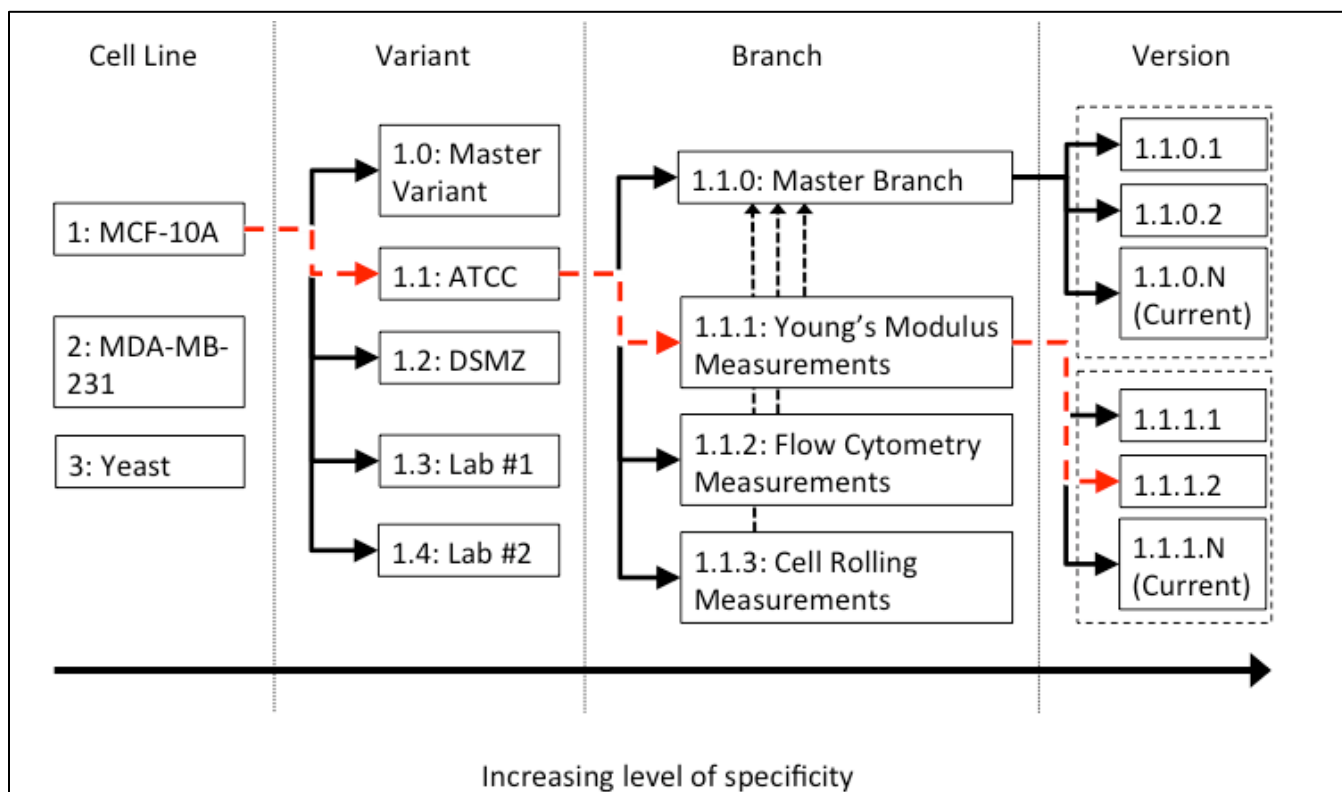 Cell Line
Variant
Branch
Version
1: MCF-10A
2: MDA-MB-
231
3: Yeast
1.0: Master
Variant
1.1: ATCC
1.2: DSMZ
1.3: Lab #1
1.4: Lab #2
1.1.0: Master Branch
1.1.1: Young’s Modulus
Measurements
1.1.2: Flow Cytometry
Measurements
1.1.3: Cell Rolling
Measurements
1.1.0.1
1.1.0.2
1.1.0.N
(Current)
1.1.1.1
1.1.1.2
1.1.1.N
(Current)
Increasing level of specificity